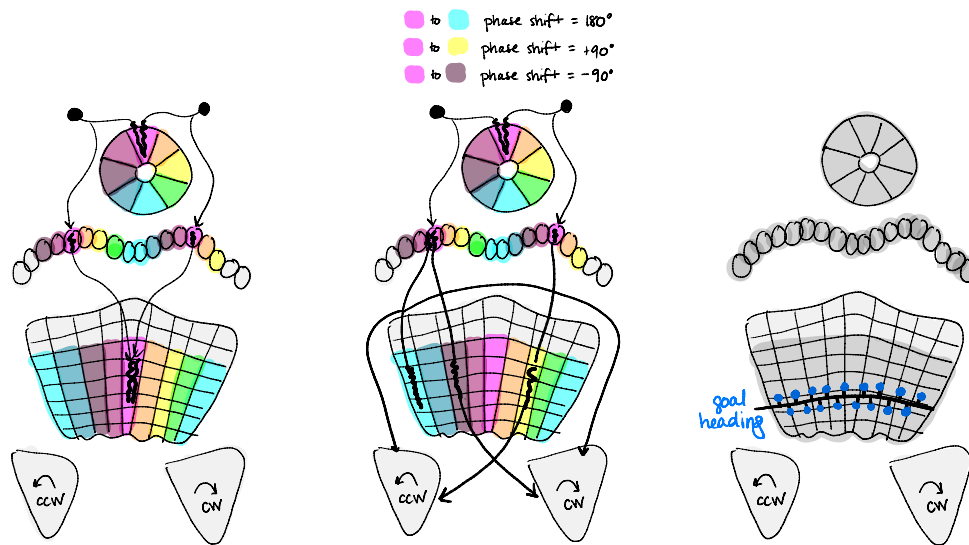 to phase shift = 180°
to phase shift = +90°
to phase shift = -90°
goal
heading
CCW
CW
CCW
CW
CCW
CW